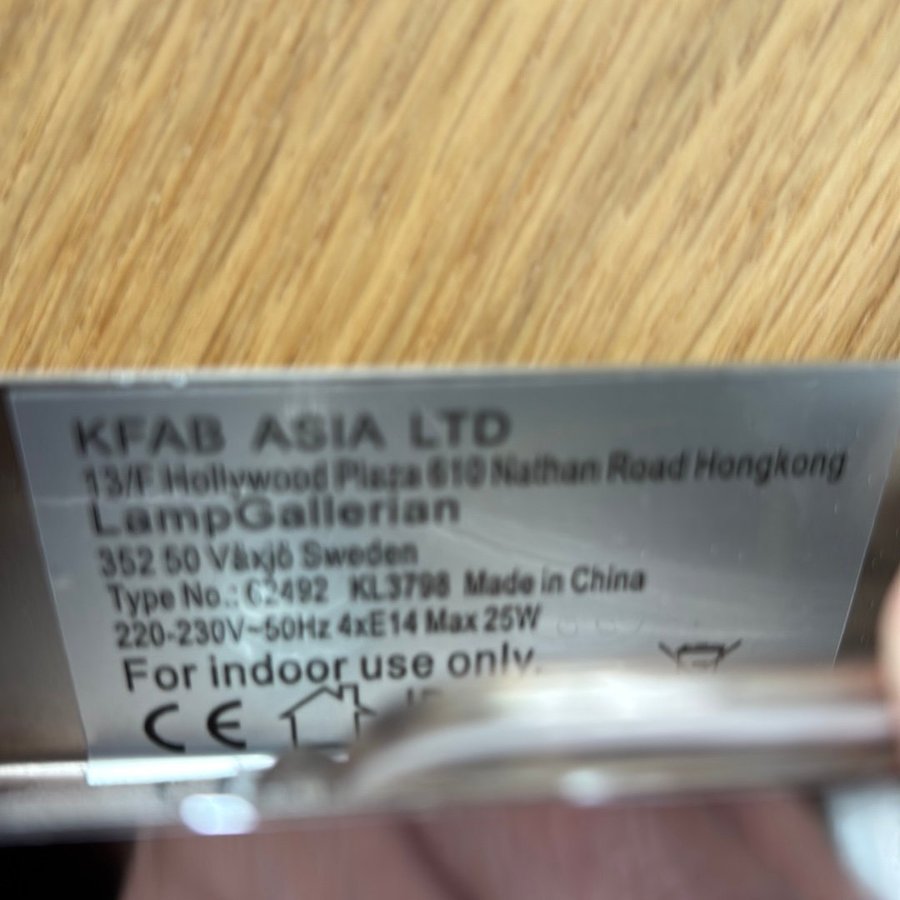 KFAB ASIA LTD
13/F Hollywood Plaza 610 Nathan Road Hongkong
LampGallerian
352 50 Växjö Sweden
Type No.: 62492 KL3798 Made in China
220-230V~50Hz 4xE14 Max 25W
For indoor use only.
CE